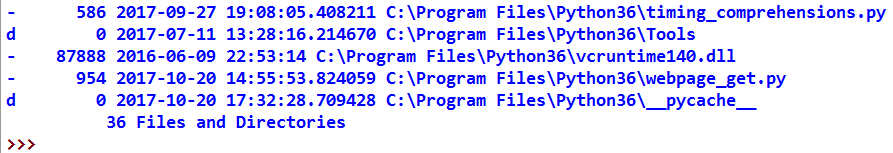 -      586 2017-09-27 19:08:05.408211 C:\Program Files\Python36\timing_comprehensions.py
d        0 2017-07-11 13:28:16.214670 C:\Program Files\Python36\Tools
-    87888 2016-06-09 22:53:14 C:\Program Files\Python36\vcruntime140.dll
-      954 2017-10-20 14:55:53.824059 C:\Program Files\Python36\webpage_get.py
d        0 2017-10-20 17:32:28.709428 C:\Program Files\Python36\__pycache__
         36 Files and Directories
>>>